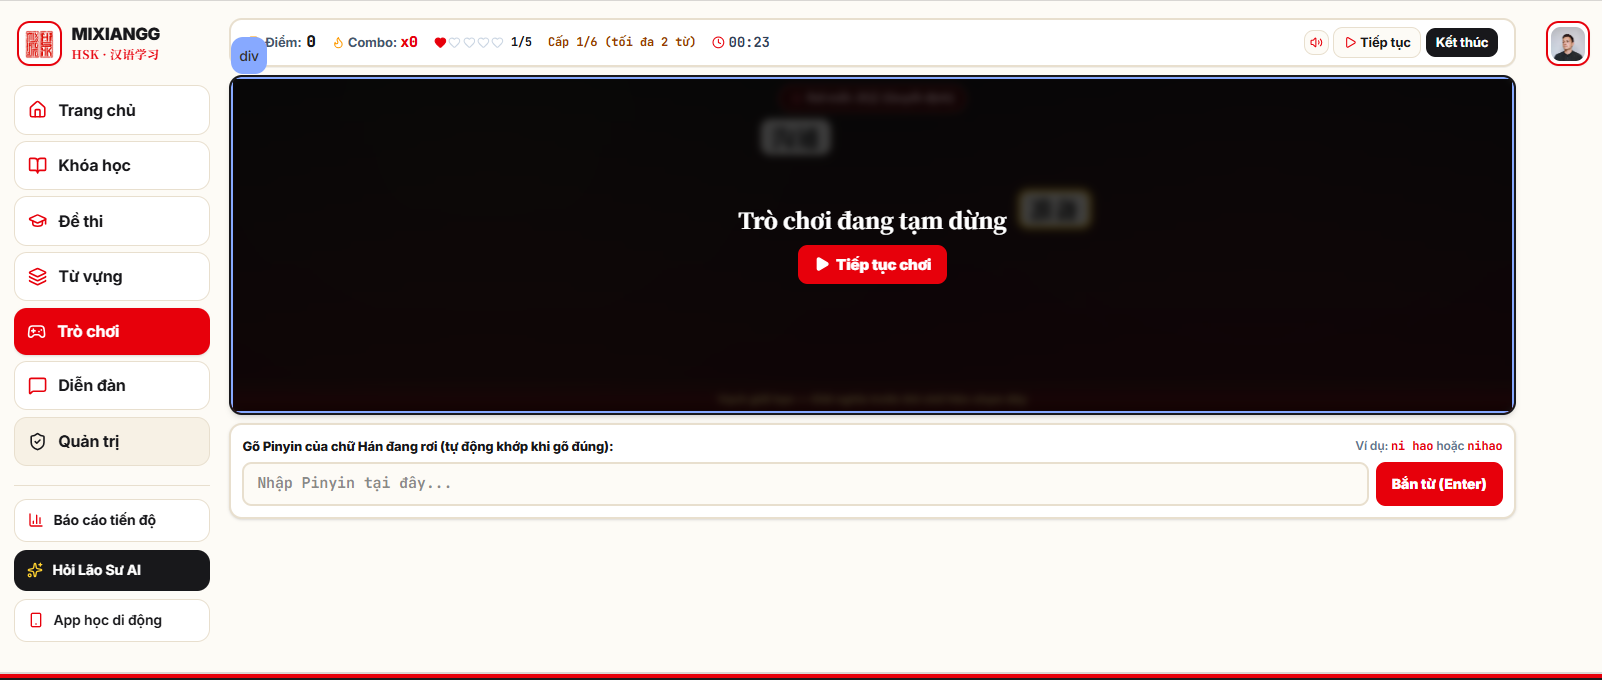 MIXIANGG
HSK · 汉语学习
Trang chủ
Khóa học
Đề thi
Từ vựng
Trò chơi
Diễn đàn
Quản trị
Báo cáo tiến độ
Hỏi Lão Sư AI
App học di động
Điểm: 0
Combo: x0
1/5
Cấp 1/6 (tối đa 2 từ)
00:23
Tiếp tục
Kết thúc
div
Trò chơi đang tạm dừng
Tiếp tục chơi
Gõ Pinyin của chữ Hán đang rơi (tự động khớp khi gõ đúng):
Ví dụ: ni hao hoặc nihao
Nhập Pinyin tại đây...
Bắn từ (Enter)